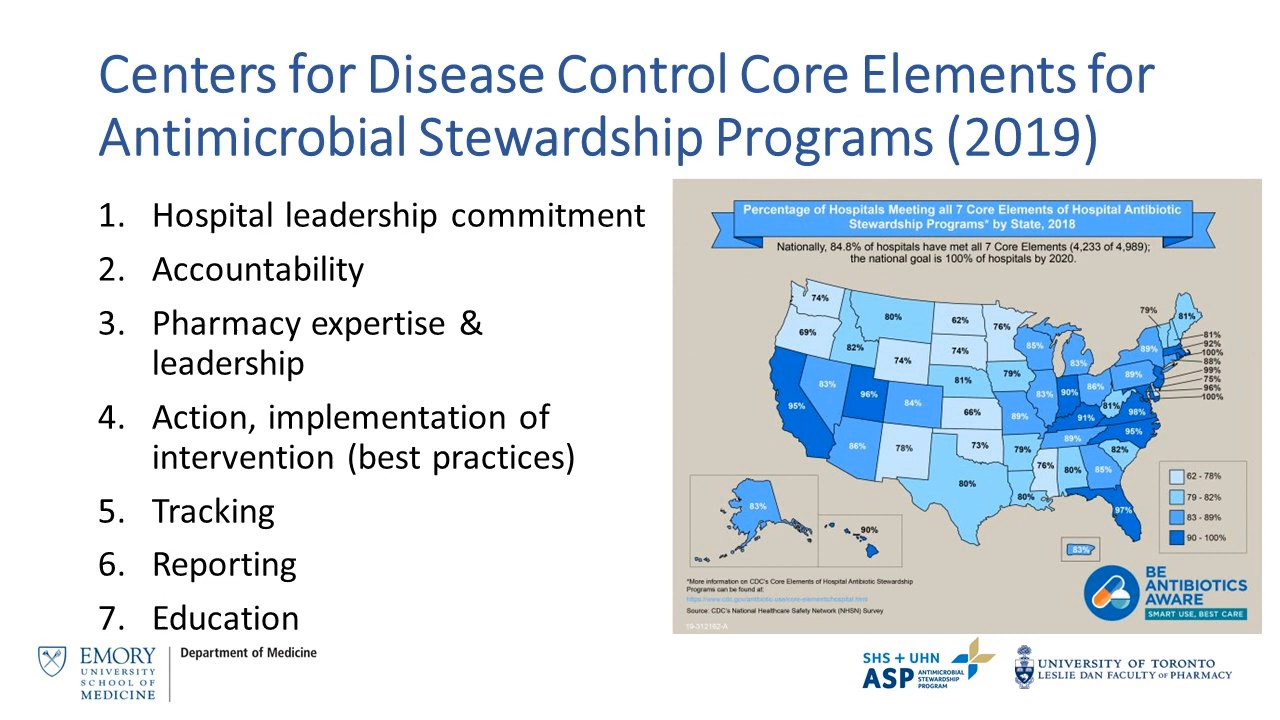 Centers for Disease Control Core Elements for
Antimicrobial Stewardship Programs (2019)
1. Hospital leadership commitment
2. Accountability
3. Pharmacy expertise &
leadership
4. Action, implementation of
intervention (best practices)
5. Tracking
6. Reporting
7. Education
Percentage of Hospitals Meeting all 7 Core Elements of Hospital Antibiotic
Stewardship Programs* by State, 2018
Nationally, 84.8% of hospitals have met all 7 Core Elements (4,233 of 4,989);
the national goal is 100% of hospitals by 2020.
74%
69%
80%
82%
74%
62%
74%
76%
81%
79%
85%
83%
79%
81%
81%
92%
100%
88%
99%
75%
96%
100%
89%
89%
95%
83%
96%
84%
66%
89%
83%
90%
86%
81%
98%
91%
95%
89%
86%
78%
73%
79%
82%
76%
80%
85%
80%
80%
97%
83%
90%
83%
62 - 78%
79 - 82%
83 - 89%
90 - 100%
*More information on CDC's Core Elements of Hospital Antibiotic Stewardship
Programs can be found at:
https://www.cdc.gov/antibiotic-use/core-elements/hospital.html
Source: CDC's National Healthcare Safety Network (NHSN) Survey
19-312192-A
BE
ANTIBIOTICS
AWARE
SMART USE, BEST CARE
EMORY
UNIVERSITY
SCHOOL OF
MEDICINE
Department of Medicine
SHS + UHN
ASP
ANTIMICROBIAL
STEWARDSHIP
PROGRAM
UNIVERSITY OF TORONTO
LESLIE DAN FACULTY OF PHARMACY